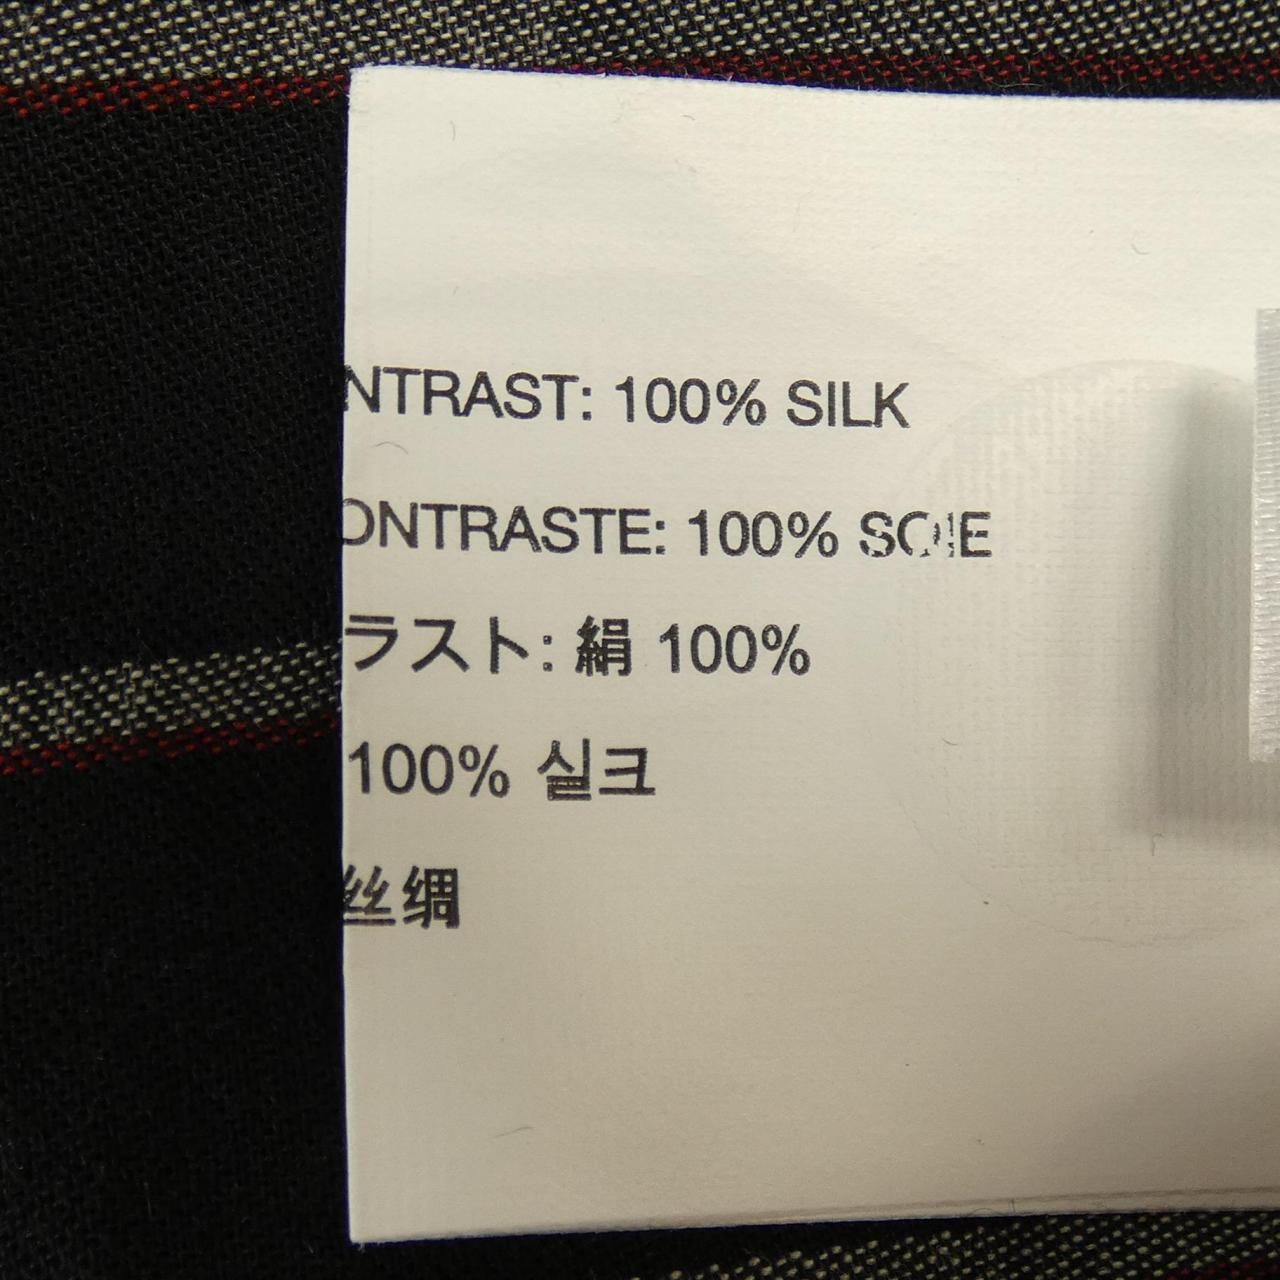 NTRAST: 100% SILK
ONTRASTE: 100% SOIE
ラスト: 絹 100%
100% 실크
丝绸